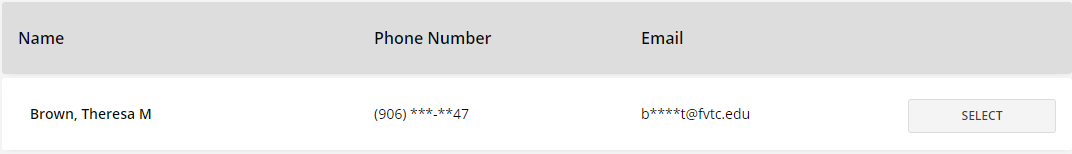 Name Phone Number Email
Brown, Theresa M (906) ***-**47 b****t@fvtc.edu SELECT